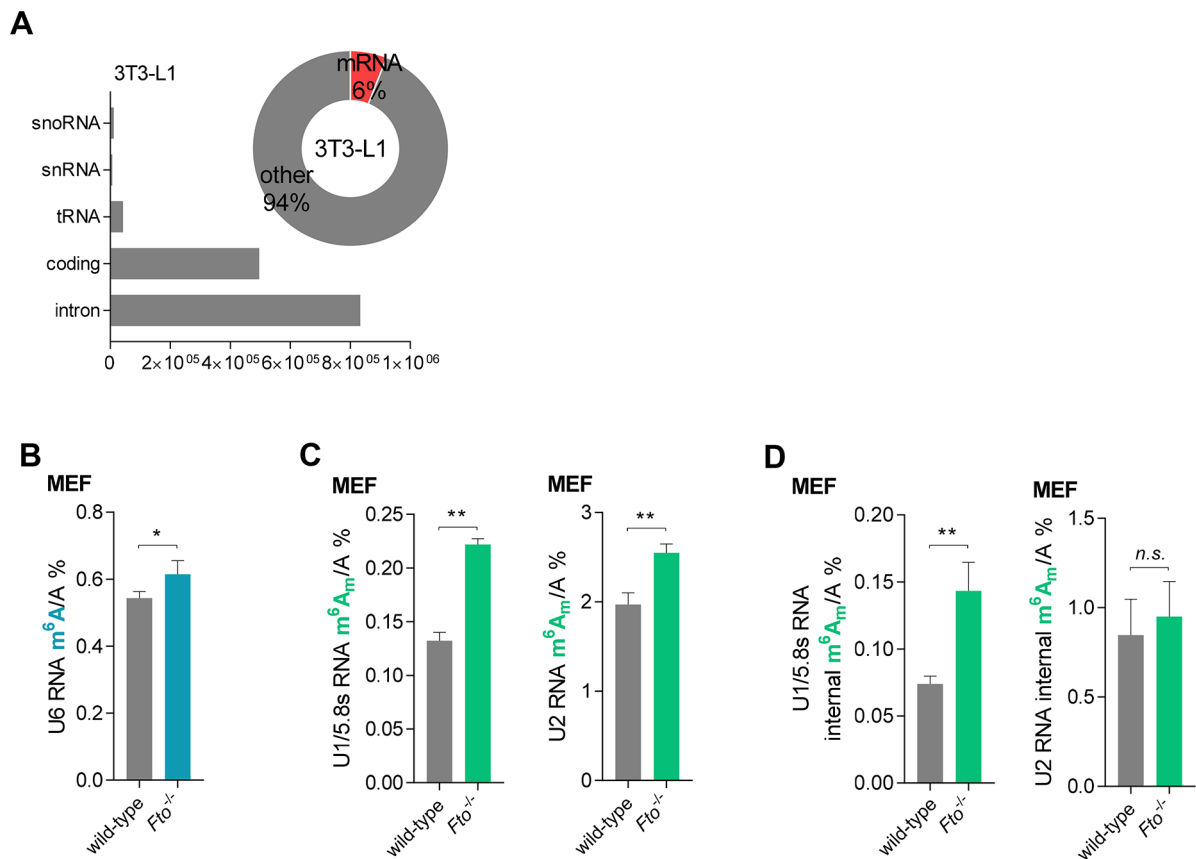 A
3T3-L1
snoRNA
snRNA
tRNA
coding
intron
0
2×10⁰⁵
4×10⁰⁵
6×10⁰⁵
8×10⁰⁵
1×10⁰⁶
mRNA
6%
3T3-L1
other
94%
B
MEF
U6 RNA m⁶A/A %
0.8
0.6
0.4
0.2
0.0
*
wild-type
Fto⁻/⁻
C
MEF
U1/5.8s RNA m⁶Aₘ/A %
0.25
0.20
0.15
0.10
0.05
0.00
**
wild-type
Fto⁻/⁻
MEF
U2 RNA m⁶Aₘ/A %
3
2
1
0
**
wild-type
Fto⁻/⁻
D
MEF
U1/5.8s RNA
internal m⁶Aₘ/A %
0.20
0.15
0.10
0.05
0.00
**
wild-type
Fto⁻/⁻
MEF
U2 RNA internal m⁶Aₘ/A %
1.5
1.0
0.5
0.0
n.s.
wild-type
Fto⁻/⁻